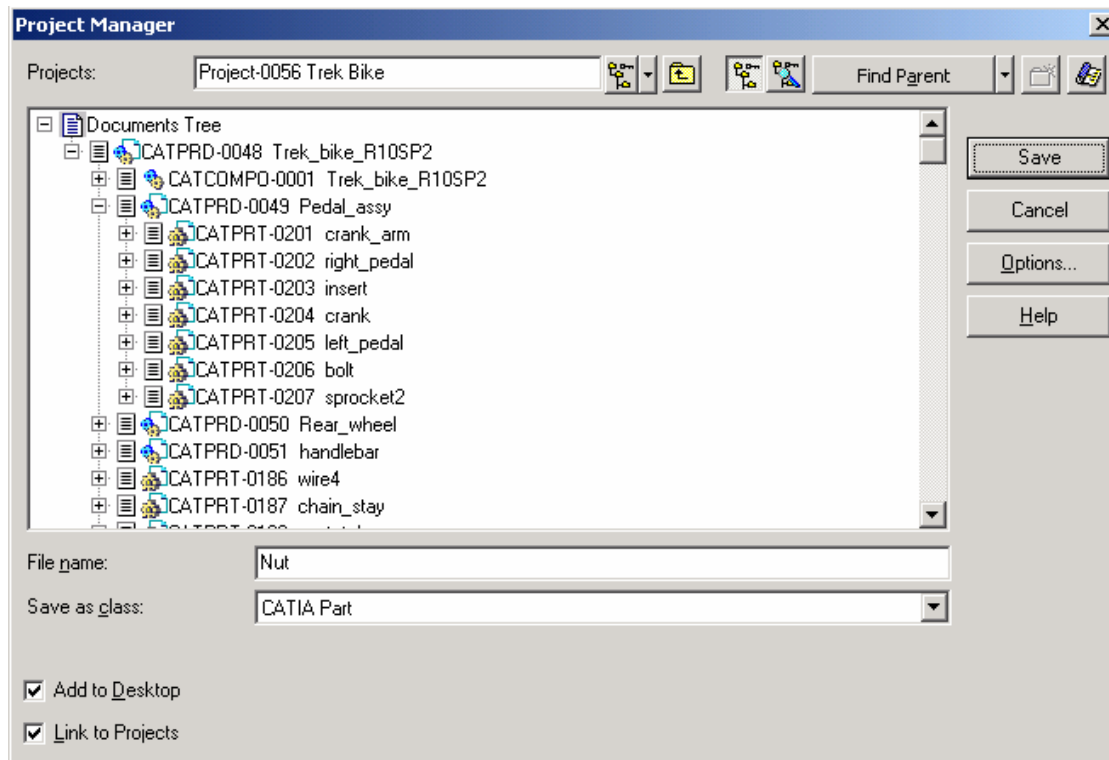 Project Manager
Projects: Project-0056 Trek Bike Find Parent
Documents Tree
CATPRD-0048 Trek_bike_R10SP2
CATCOMPO-0001 Trek_bike_R10SP2
CATPRD-0049 Pedal_assy
CATPRT-0201 crank_arm
CATPRT-0202 right_pedal
CATPRT-0203 insert
CATPRT-0204 crank
CATPRT-0205 left_pedal
CATPRT-0206 bolt
CATPRT-0207 sprocket2
CATPRD-0050 Rear_wheel
CATPRD-0051 handlebar
CATPRT-0186 wire4
CATPRT-0187 chain_stay
Save
Cancel
Options...
Help
File name: Nut
Save as class: CATIA Part
Add to Desktop
Link to Projects